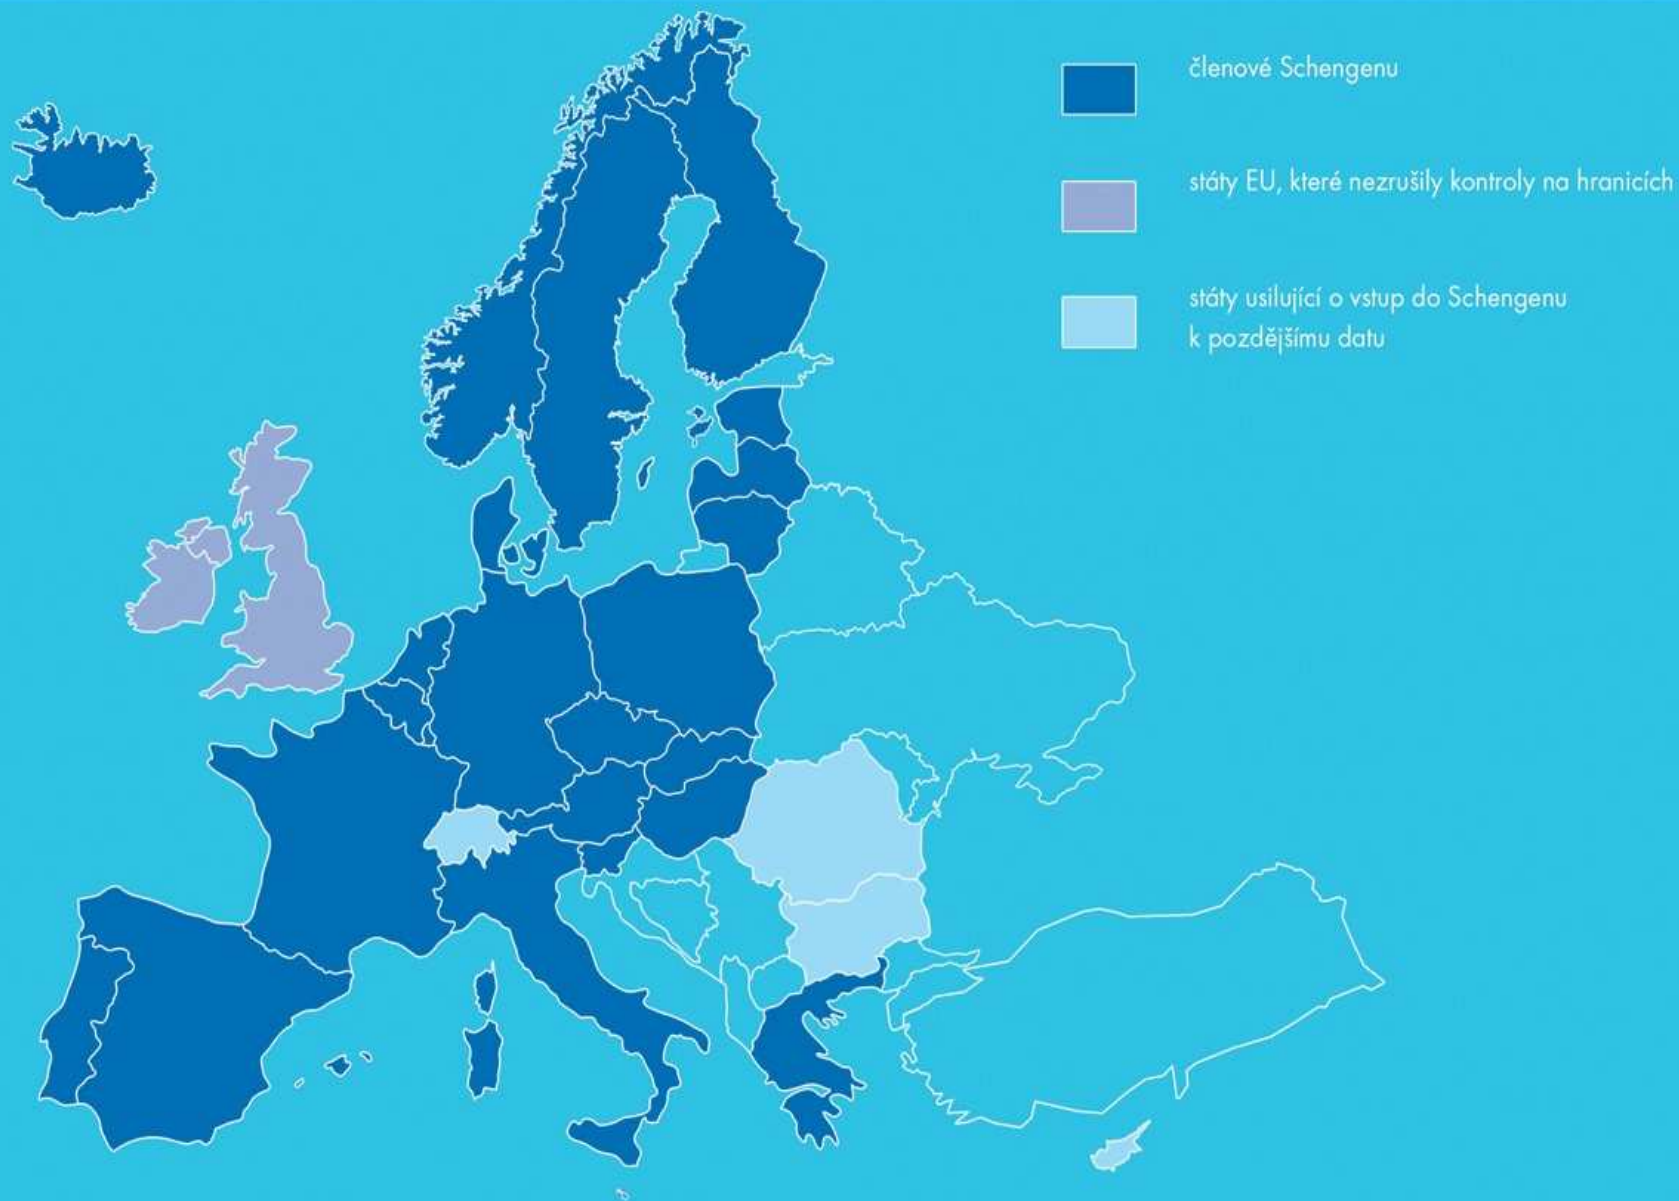 členové Schengenu
státy EU, které nezrušily kontroly na hranicích
státy usilující o vstup do Schengenu
k pozdějšímu datu